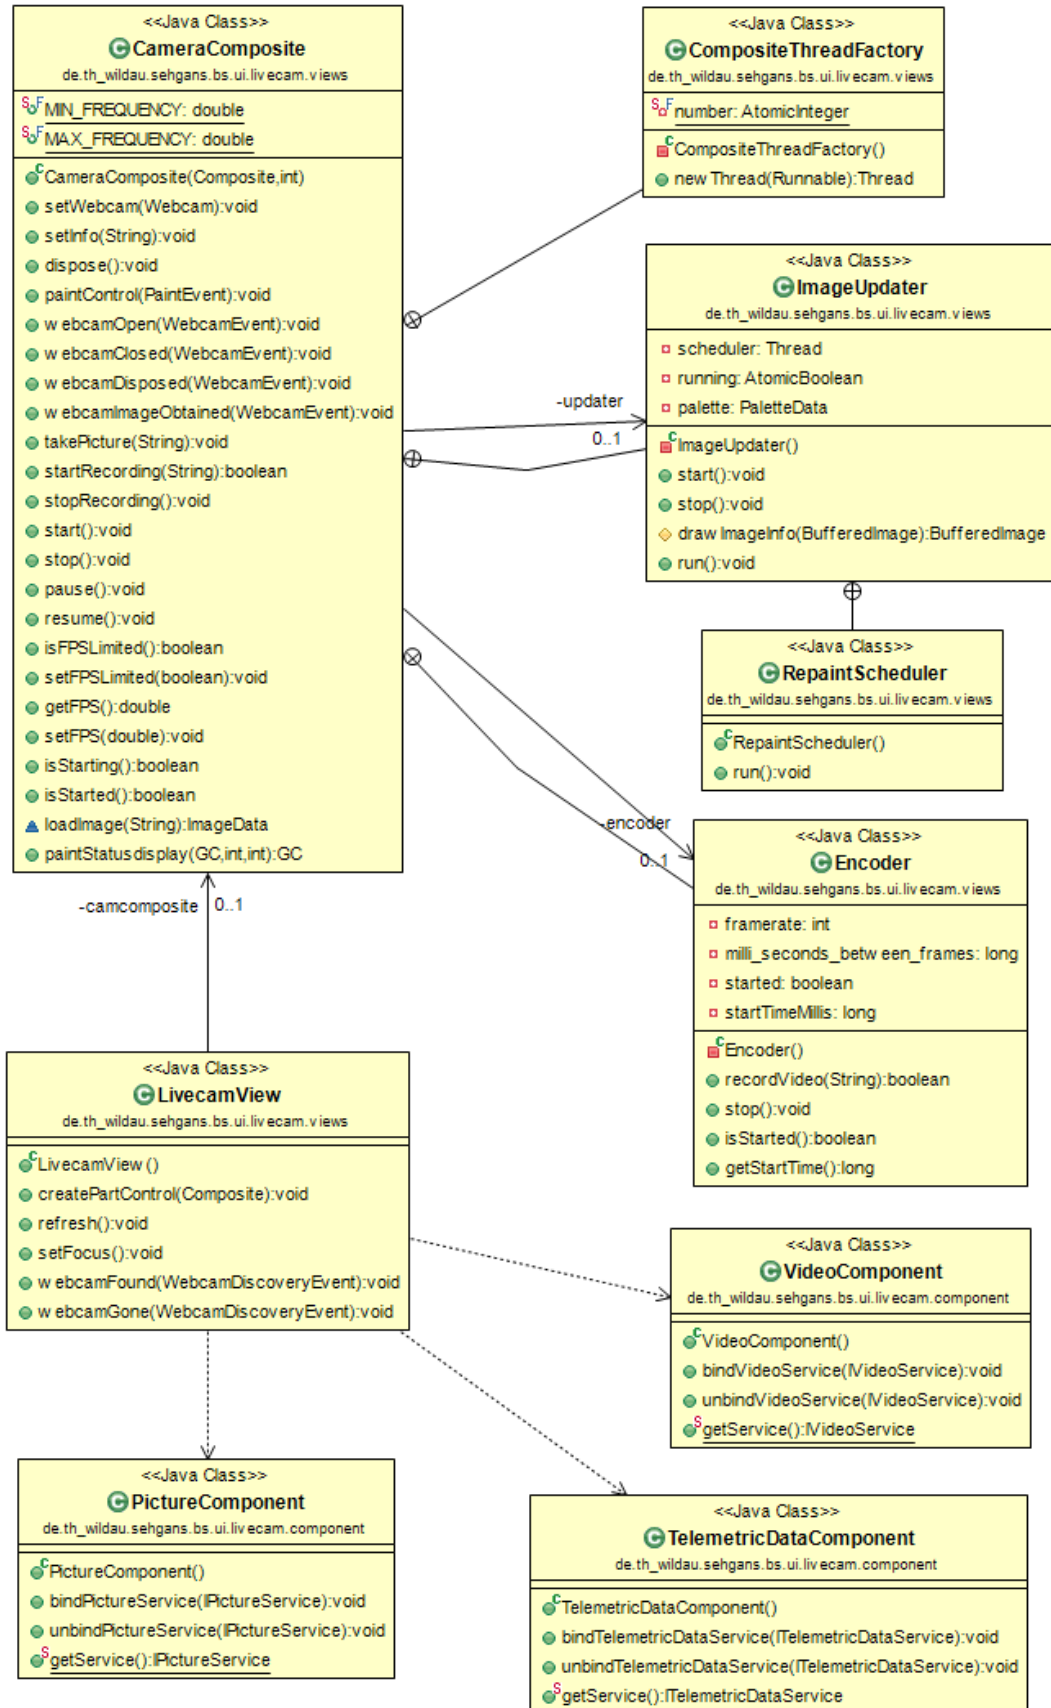 <<Java Class>>
CameraComposite
de.th_wildau.sehgans.bs.ui.livecam.views
MIN_FREQUENCY: double
MAX_FREQUENCY: double
CameraComposite(Composite,int)
setWebcam(Webcam):void
setInfo(String):void
dispose():void
paintControl(PaintEvent):void
webcamOpen(WebcamEvent):void
webcamClosed(WebcamEvent):void
webcamDisposed(WebcamEvent):void
webcamImageObtained(WebcamEvent):void
takePicture(String):void
startRecording(String):boolean
stopRecording():void
start():void
stop():void
pause():void
resume():void
isFPSLimited():boolean
setFPSLimited(boolean):void
getFPS():double
setFPS(double):void
isStarting():boolean
isStarted():boolean
loadImage(String):ImageData
paintStatusdisplay(GC,int,int):GC
<<Java Class>>
CompositeThreadFactory
de.th_wildau.sehgans.bs.ui.livecam.views
number: AtomicInteger
CompositeThreadFactory()
newThread(Runnable):Thread
<<Java Class>>
ImageUpdater
de.th_wildau.sehgans.bs.ui.livecam.views
scheduler: Thread
running: AtomicBoolean
palette: PaletteData
ImageUpdater()
start():void
stop():void
drawImageInfo(BufferedImage):BufferedImage
run():void
-updater
0..1
<<Java Class>>
RepaintScheduler
de.th_wildau.sehgans.bs.ui.livecam.views
RepaintScheduler()
run():void
-encoder
0..1
<<Java Class>>
Encoder
de.th_wildau.sehgans.bs.ui.livecam.views
framerate: int
milli_seconds_between_frames: long
started: boolean
startTimeMillis: long
Encoder()
recordVideo(String):boolean
stop():void
isStarted():boolean
getStartTime():long
-camcomposite
0..1
<<Java Class>>
LivecamView
de.th_wildau.sehgans.bs.ui.livecam.views
LivecamView()
createPartControl(Composite):void
refresh():void
setFocus():void
webcamFound(WebcamDiscoveryEvent):void
webcamGone(WebcamDiscoveryEvent):void
<<Java Class>>
VideoComponent
de.th_wildau.sehgans.bs.ui.livecam.component
VideoComponent()
bindVideoService(IVideoService):void
unbindVideoService(IVideoService):void
getService():IVideoService
<<Java Class>>
PictureComponent
de.th_wildau.sehgans.bs.ui.livecam.component
PictureComponent()
bindPictureService(IPictureService):void
unbindPictureService(IPictureService):void
getService():IPictureService
<<Java Class>>
TelemetricDataComponent
de.th_wildau.sehgans.bs.ui.livecam.component
TelemetricDataComponent()
bindTelemetricDataService(ITelemetricDataService):void
unbindTelemetricDataService(ITelemetricDataService):void
getService():ITelemetricDataService